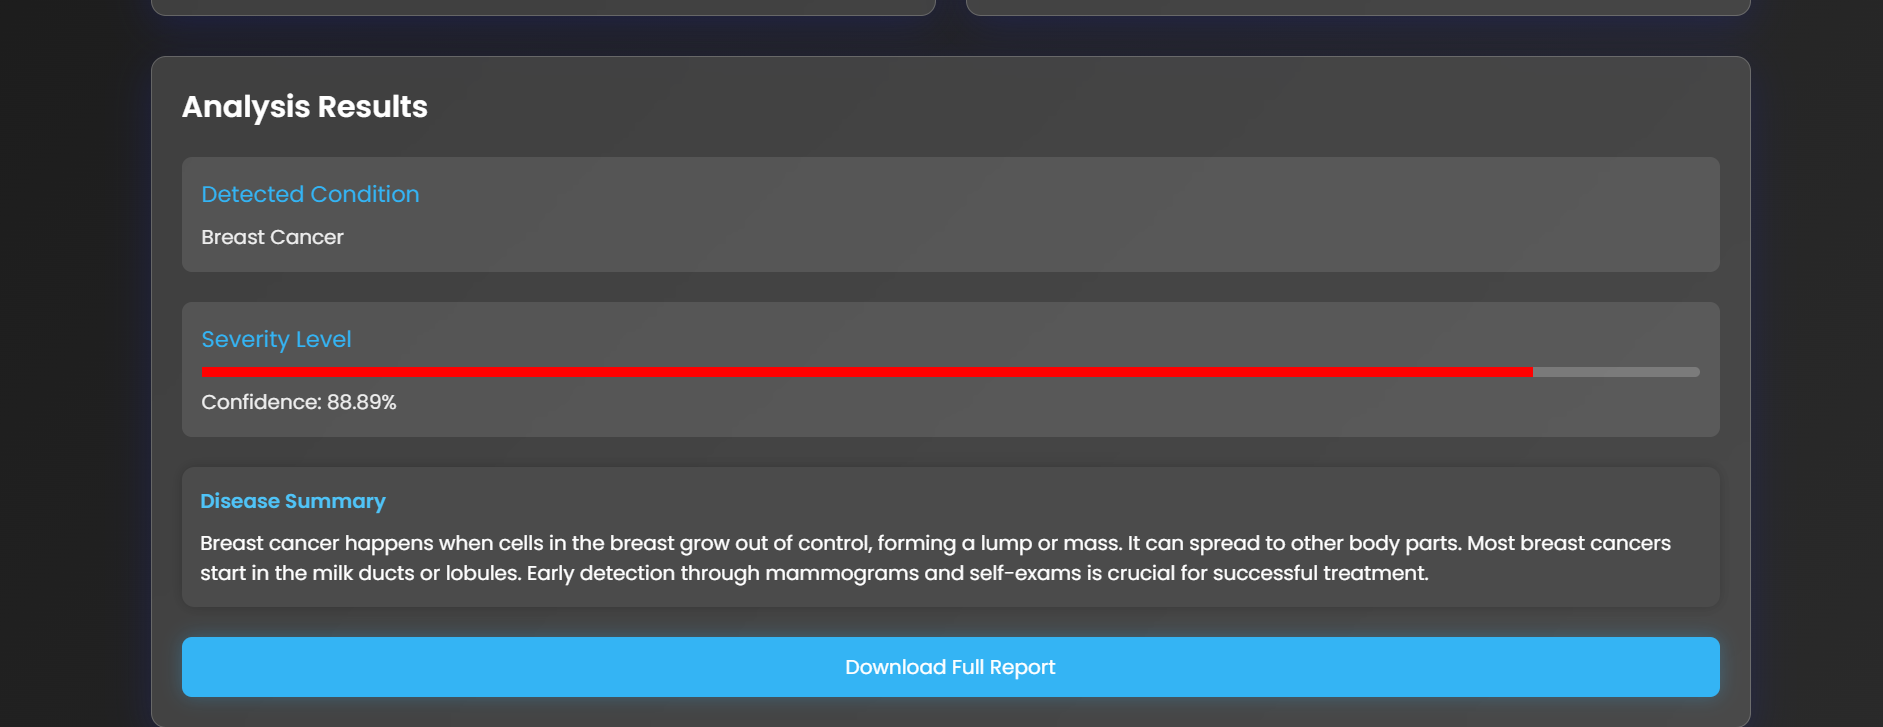 Analysis Results
Detected Condition
Breast Cancer
Severity Level
Confidence: 88.89%
Disease Summary
Breast cancer happens when cells in the breast grow out of control, forming a lump or mass. It can spread to other body parts. Most breast cancers
start in the milk ducts or lobules. Early detection through mammograms and self-exams is crucial for successful treatment.
Download Full Report